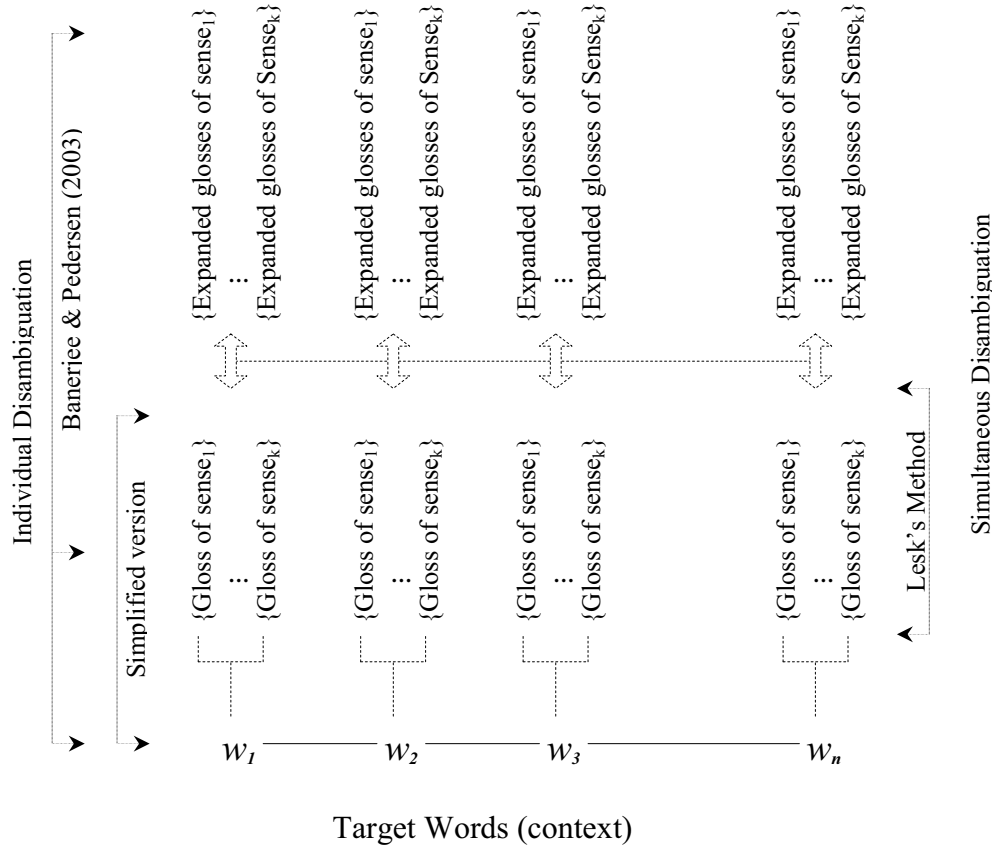 Individual Disambiguation
Banerjee & Pedersen (2003)
Simplified version
{Expanded glosses of sense₁}
...
{Expanded glosses of Senseₖ}
{Expanded glosses of sense₁}
...
{Expanded glosses of Senseₖ}
{Expanded glosses of sense₁}
...
{Expanded glosses of Senseₖ}
{Expanded glosses of sense₁}
...
{Expanded glosses of Senseₖ}
{Gloss of sense₁}
...
{Gloss of senseₖ}
{Gloss of sense₁}
...
{Gloss of senseₖ}
{Gloss of sense₁}
...
{Gloss of senseₖ}
{Gloss of sense₁}
...
{Gloss of senseₖ}
Lesk's Method
Simultaneous Disambiguation
w₁ w₂ w₃ wₙ
Target Words (context)